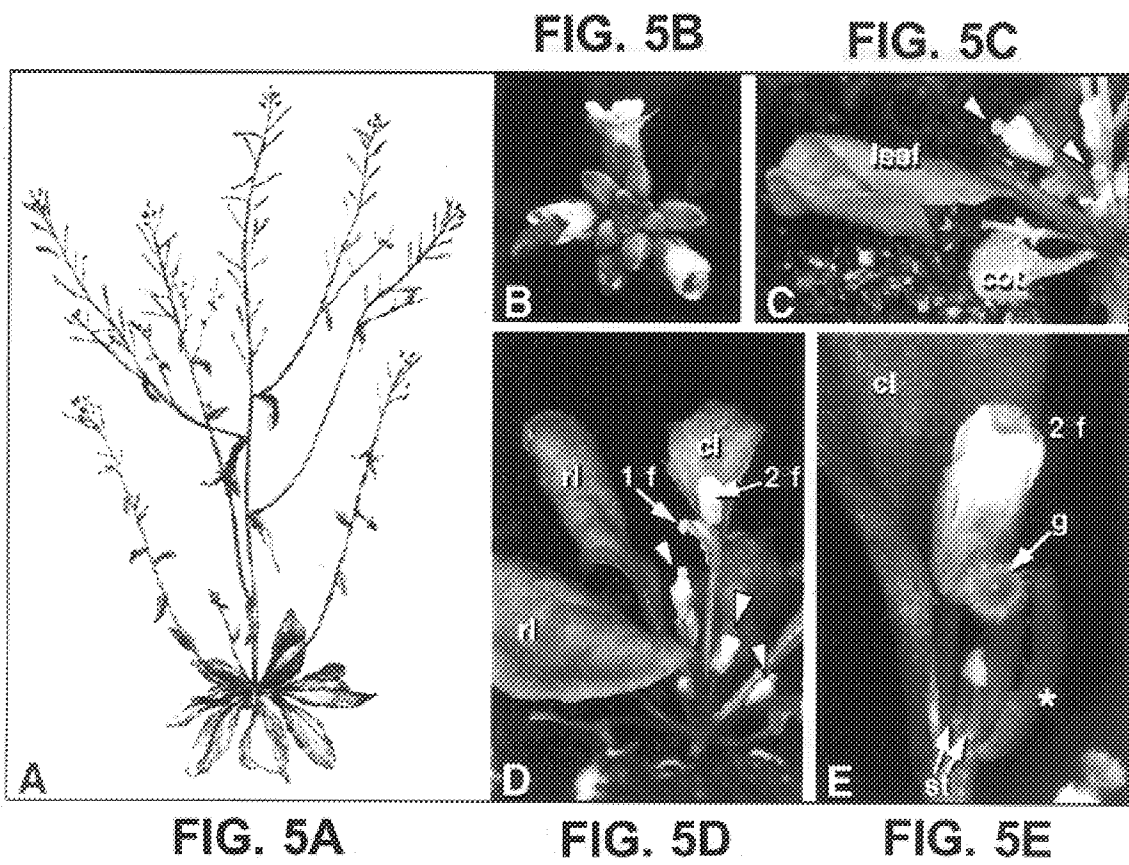 FIG. 5B
FIG. 5C
A
B
leaf
cot
C
rl
cl
1 f
2 f
rl
D
cl
2 f
g
*
st
E
FIG. 5A
FIG. 5D
FIG. 5E